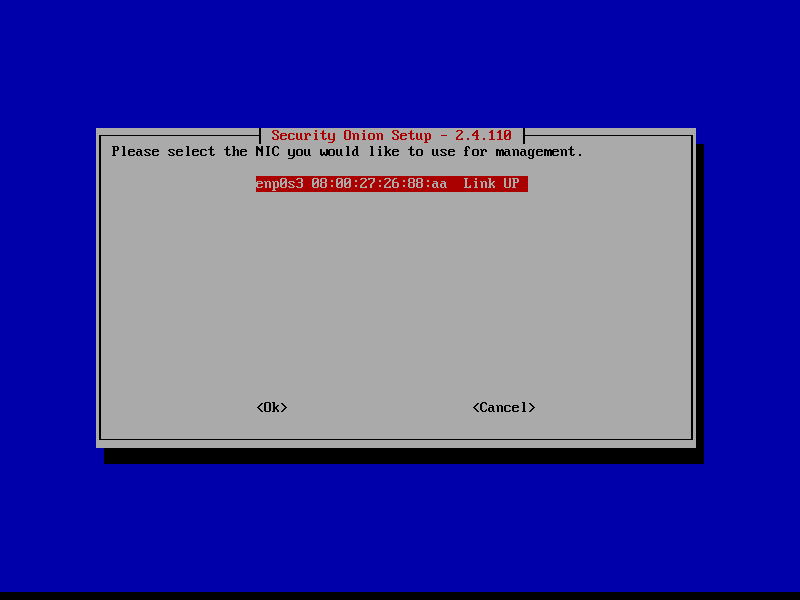 Security Onion Setup - 2.4.110
Please select the NIC you would like to use for management.
enp0s3 08:00:27:26:88:aa  Link UP
<Ok> <Cancel>